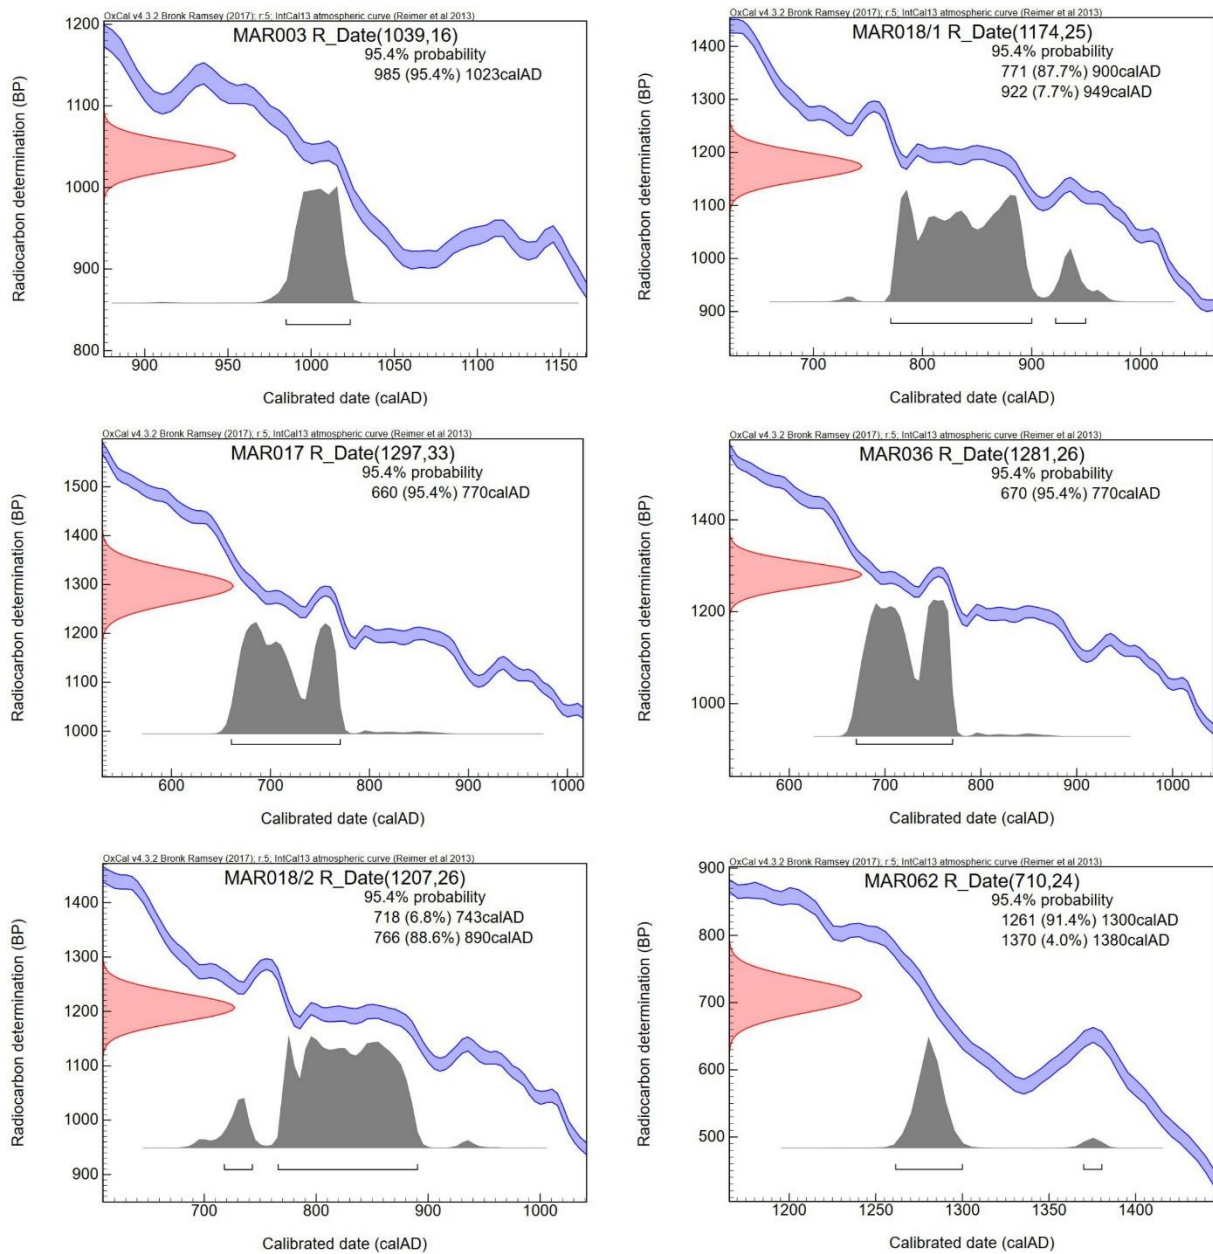 OxCal v4.3.2 Bronk Ramsey (2017); r:5; IntCal13 atmospheric curve (Reimer et al 2013)
MAR003 R_Date(1039,16)
95.4% probability
985 (95.4%) 1023calAD
Radiocarbon determination (BP)
1200
1100
1000
900
800
900 950 1000 1050 1100 1150
Calibrated date (calAD)
OxCal v4.3.2 Bronk Ramsey (2017); r:5; IntCal13 atmospheric curve (Reimer et al 2013)
MAR018/1 R_Date(1174,25)
95.4% probability
771 (87.7%) 900calAD
922 (7.7%) 949calAD
Radiocarbon determination (BP)
1400
1300
1200
1100
1000
900
700 800 900 1000
Calibrated date (calAD)
OxCal v4.3.2 Bronk Ramsey (2017); r:5; IntCal13 atmospheric curve (Reimer et al 2013)
MAR017 R_Date(1297,33)
95.4% probability
660 (95.4%) 770calAD
Radiocarbon determination (BP)
1500
1400
1300
1200
1100
1000
600 700 800 900 1000
Calibrated date (calAD)
OxCal v4.3.2 Bronk Ramsey (2017); r:5; IntCal13 atmospheric curve (Reimer et al 2013)
MAR036 R_Date(1281,26)
95.4% probability
670 (95.4%) 770calAD
Radiocarbon determination (BP)
1400
1200
1000
600 700 800 900 1000
Calibrated date (calAD)
OxCal v4.3.2 Bronk Ramsey (2017); r:5; IntCal13 atmospheric curve (Reimer et al 2013)
MAR018/2 R_Date(1207,26)
95.4% probability
718 (6.8%) 743calAD
766 (88.6%) 890calAD
Radiocarbon determination (BP)
1400
1300
1200
1100
1000
900
700 800 900 1000
Calibrated date (calAD)
OxCal v4.3.2 Bronk Ramsey (2017); r:5; IntCal13 atmospheric curve (Reimer et al 2013)
MAR062 R_Date(710,24)
95.4% probability
1261 (91.4%) 1300calAD
1370 (4.0%) 1380calAD
Radiocarbon determination (BP)
900
800
700
600
500
1200 1250 1300 1350 1400
Calibrated date (calAD)